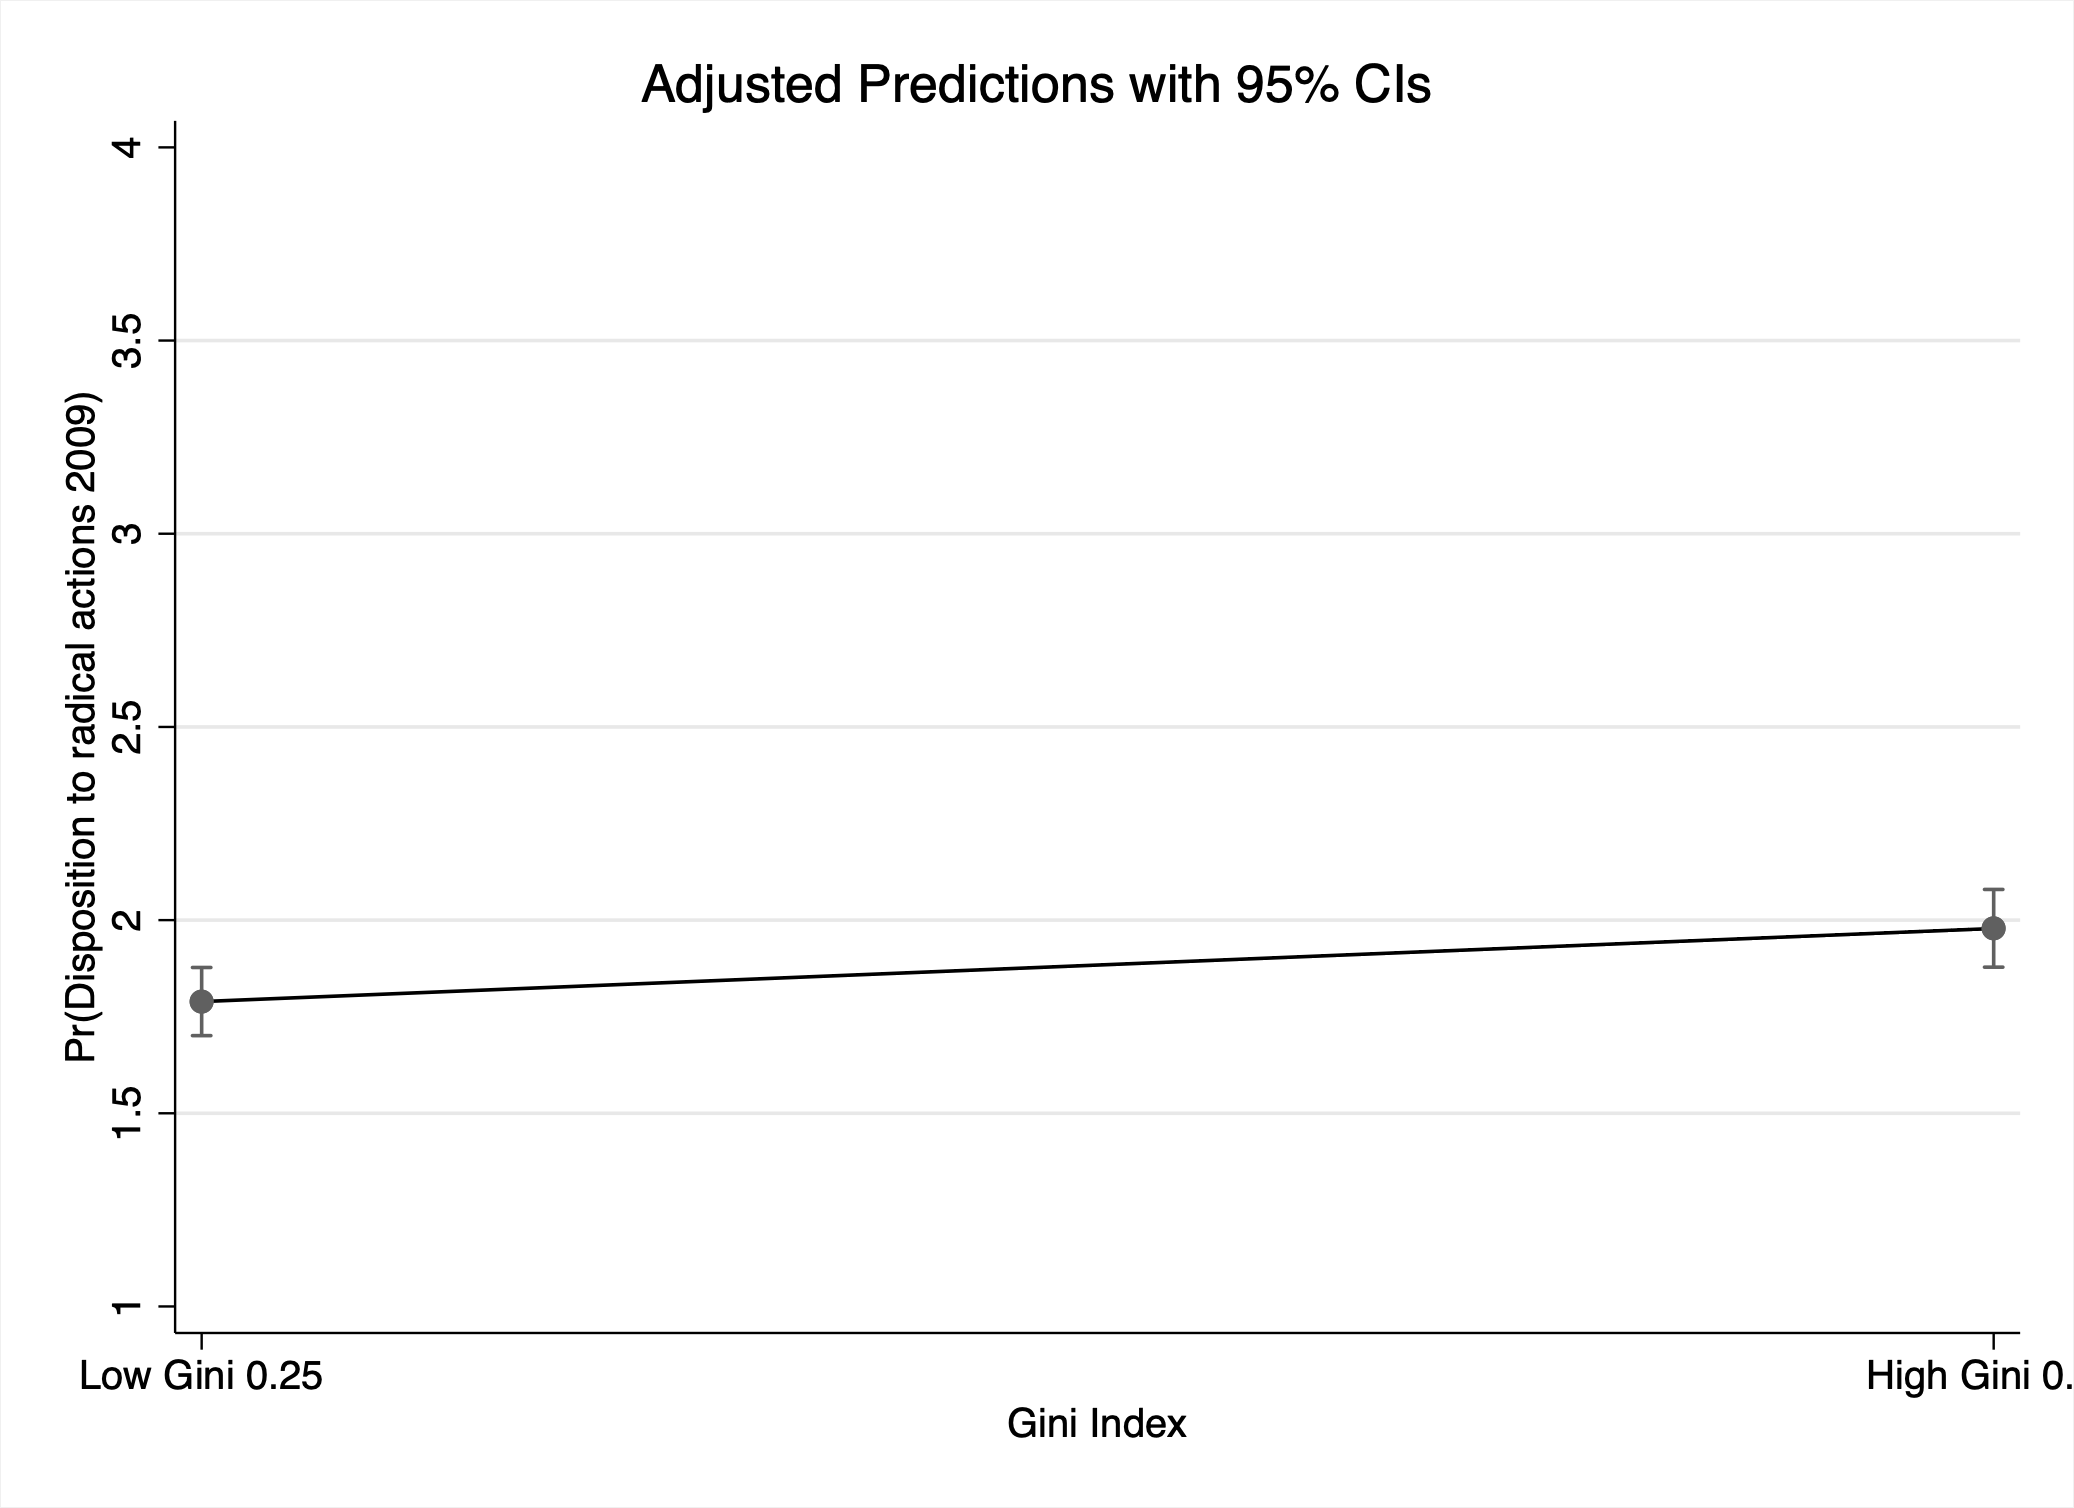 Adjusted Predictions with 95% CIs
Pr(Disposition to radical actions 2009)
4
3.5
3
2.5
2
1.5
1
Low Gini 0.25
High Gini 0.
Gini Index